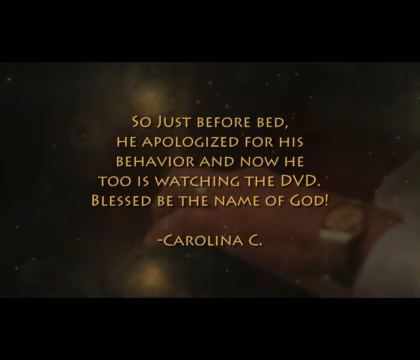 So Just before bed,
he apologized for his
behavior and now he
too is watching the DVD.
Blessed be the name of God!
-Carolina C.